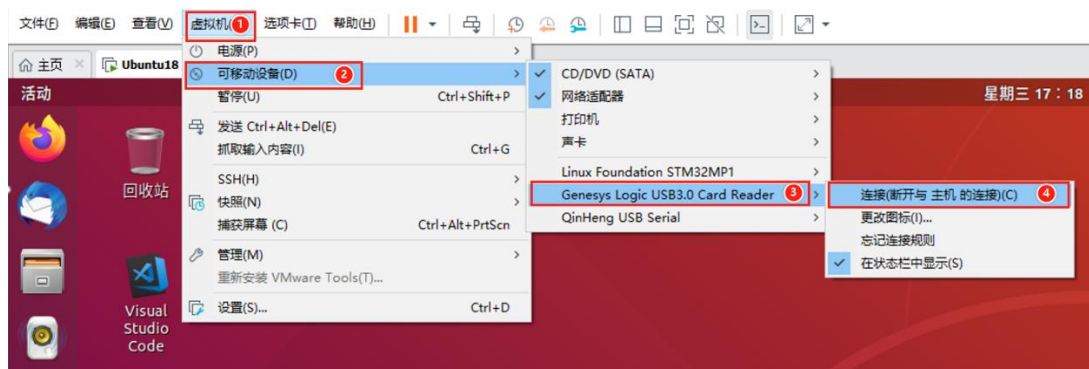 文件(F) 编辑(E) 查看(V) 虚拟机( 1 选项卡(T) 帮助(H)
主页 × Ubuntu18
活动
星期三 17：18
回收站
Visual
Studio
Code
电源(P)
可移动设备(D) 2
暂停(U) Ctrl+Shift+P
发送 Ctrl+Alt+Del(E)
抓取输入内容(I) Ctrl+G
SSH(H)
快照(N)
捕获屏幕 (C) Ctrl+Alt+PrtScn
管理(M)
重新安装 VMware Tools(T)...
设置(S)... Ctrl+D
CD/DVD (SATA)
网络适配器
打印机
声卡
Linux Foundation STM32MP1
Genesys Logic USB3.0 Card Reader 3
QinHeng USB Serial
连接(断开与 主机 的连接)(C) 4
更改图标(I)...
忘记连接规则
在状态栏中显示(S)